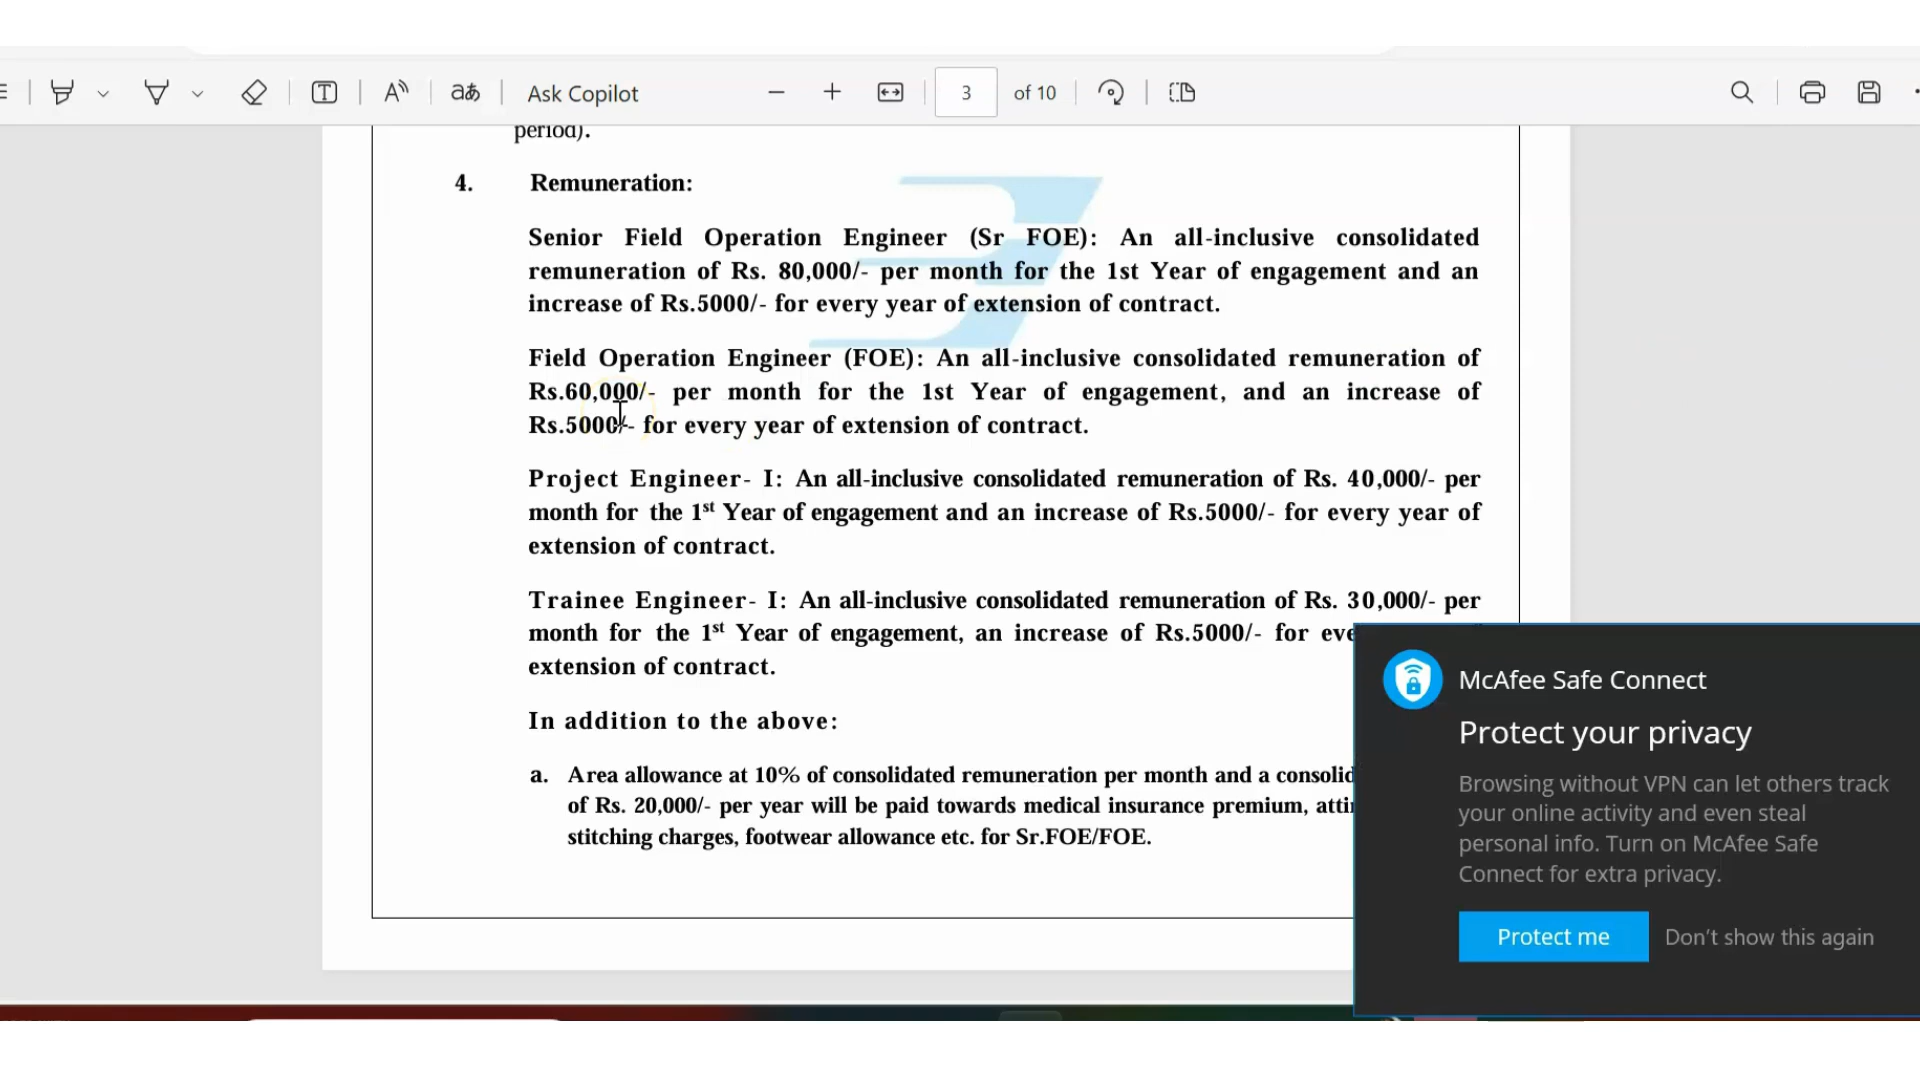 Ask Copilot
3 of 10
period).
4. Remuneration:
Senior Field Operation Engineer (Sr FOE): An all-inclusive consolidated
remuneration of Rs. 80,000/- per month for the 1st Year of engagement and an
increase of Rs.5000/- for every year of extension of contract.
Field Operation Engineer (FOE): An all-inclusive consolidated remuneration of
Rs.60,000/- per month for the 1st Year of engagement, and an increase of
Rs.5000/- for every year of extension of contract.
Project Engineer- I: An all-inclusive consolidated remuneration of Rs. 40,000/- per
month for the 1st Year of engagement and an increase of Rs.5000/- for every year of
extension of contract.
Trainee Engineer- I: An all-inclusive consolidated remuneration of Rs. 30,000/- per
month for the 1st Year of engagement, an increase of Rs.5000/- for eve
extension of contract.
In addition to the above:
a. Area allowance at 10% of consolidated remuneration per month and a consolid
of Rs. 20,000/- per year will be paid towards medical insurance premium, atti
stitching charges, footwear allowance etc. for Sr.FOE/FOE.
McAfee Safe Connect
Protect your privacy
Browsing without VPN can let others track
your online activity and even steal
personal info. Turn on McAfee Safe
Connect for extra privacy.
Protect me
Don't show this again